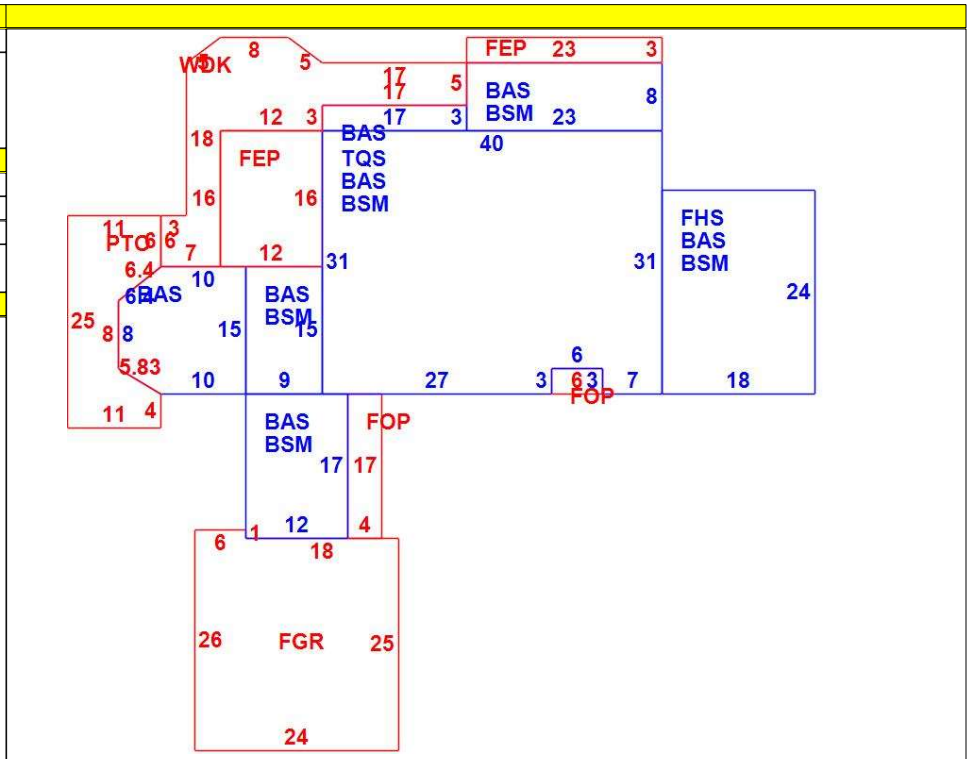 8 FEP 23 3
WDK 5 5
17
17 5 BAS 8
BSM
17 3 23
12 3 BAS 40
18 FEP TQS
BAS
16 16 BSM
FHS
BAS
BSM
11 3
PTO 6 6
7 12
31 31
6.4 10
6.4 BAS BAS 24
BSM
25 8 8 15 15
6
5.83
10 9 27 3 6 3 7 18
FOP
11 4 BAS FOP
BSM
17 17
12 4
6 1 18
26 FGR 25
24